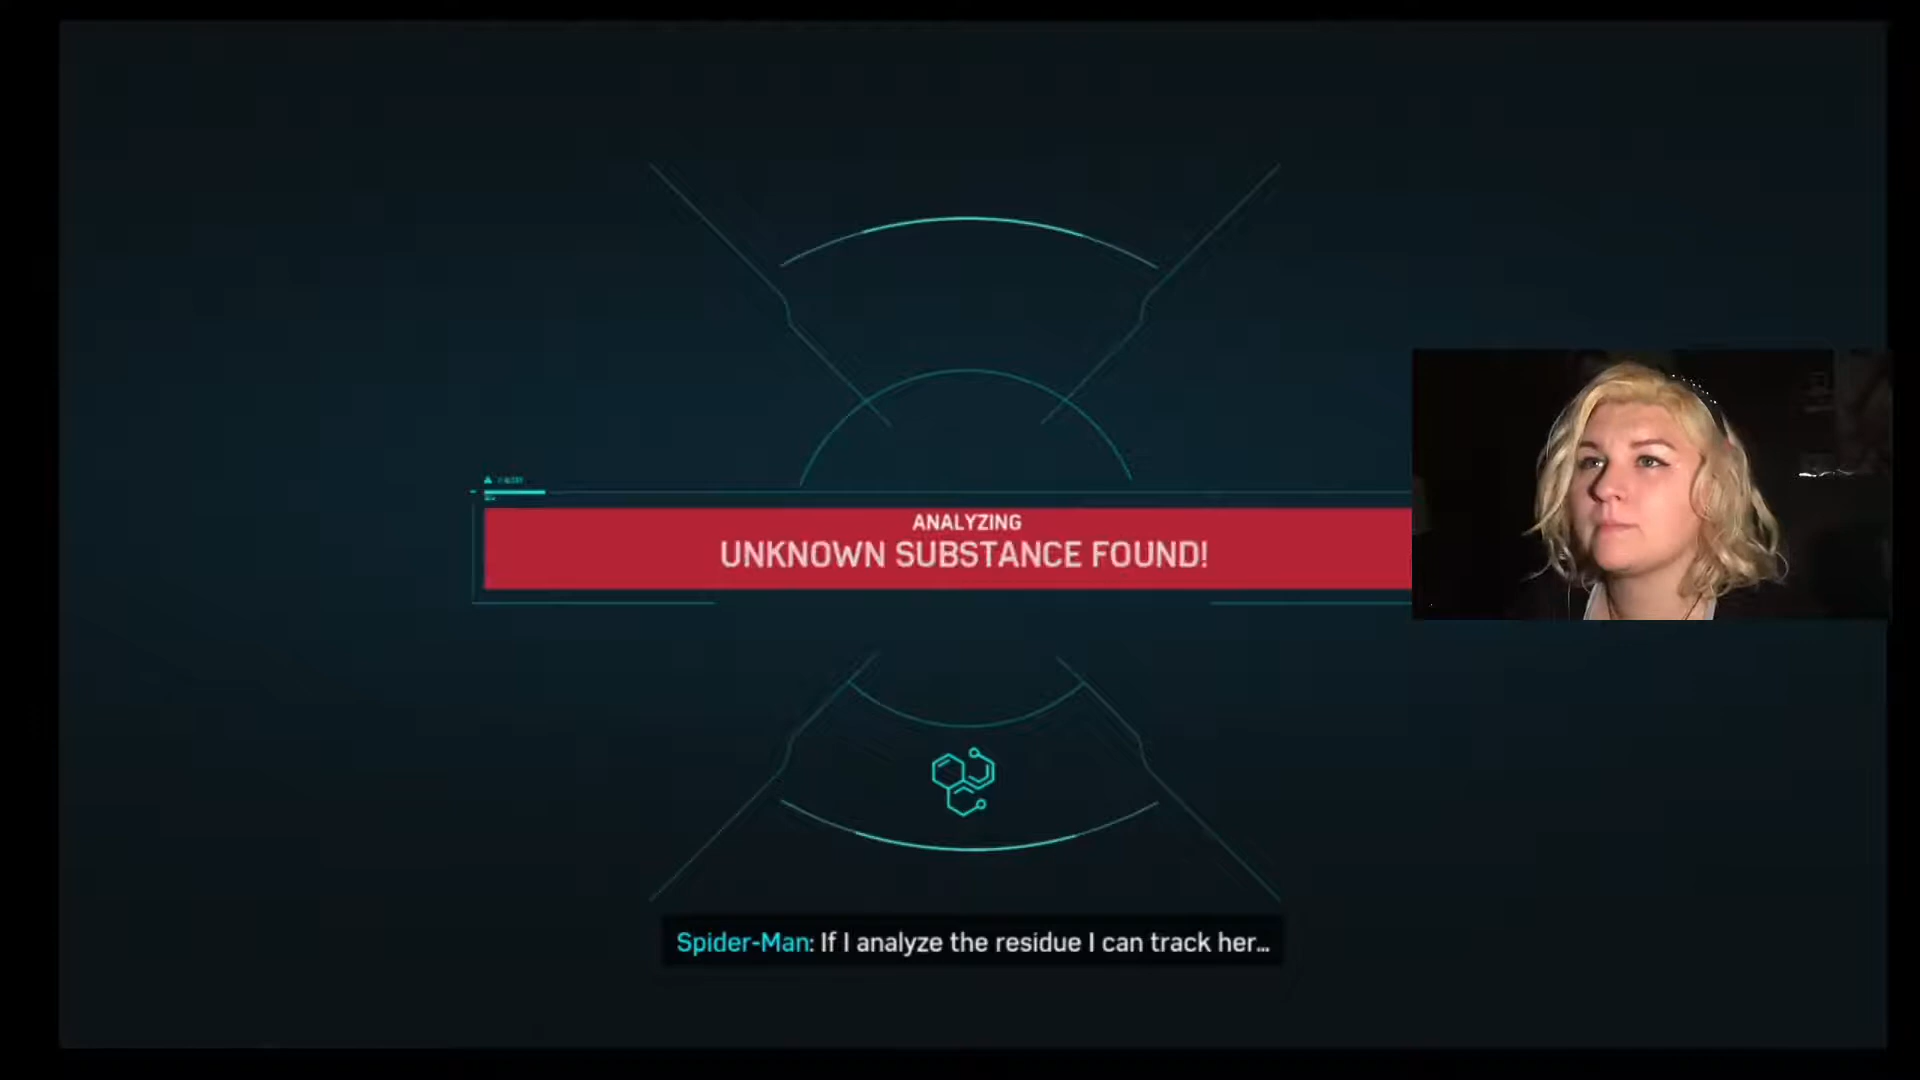 ANALYZING
UNKNOWN SUBSTANCE FOUND!
Spider-Man: If I analyze the residue I can track her...